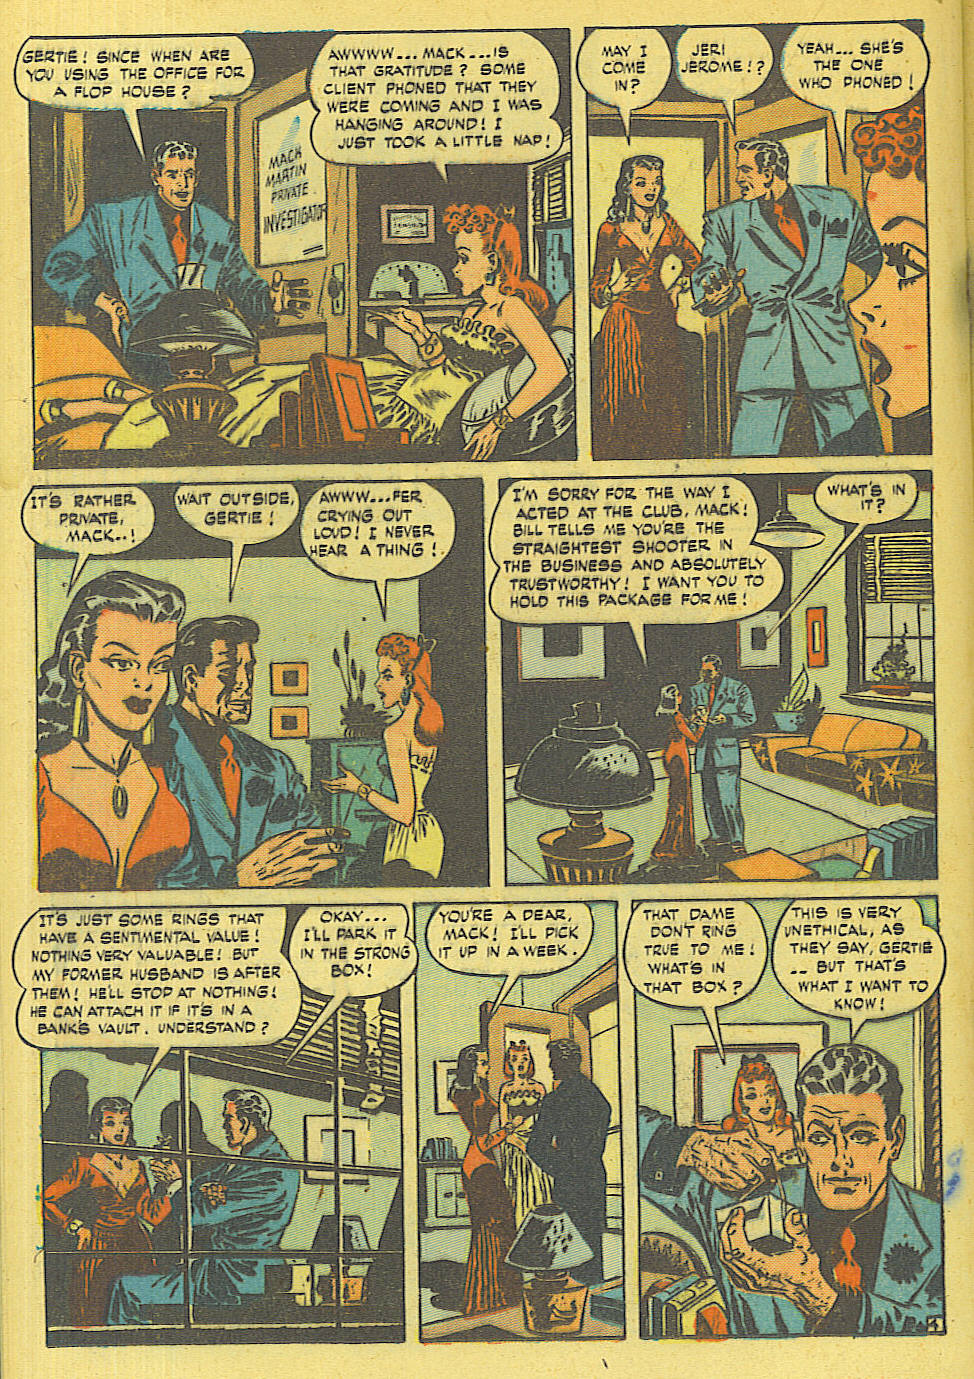 GERTIE! SINCE WHEN ARE
YOU USING THE OFFICE FOR
A FLOP HOUSE?
AWWWW... MACK...IS
THAT GRATITUDE? SOME
CLIENT PHONED THAT THEY
WERE COMING AND I WAS
HANGING AROUND! I
JUST TOOK A LITTLE NAP!
MACK
MARTIN
PRIVATE
INVESTIGATOR
MAY I
COME
IN?
JERI
JEROME!?
YEAH... SHE'S
THE ONE
WHO PHONED!
IT'S RATHER
PRIVATE,
MACK..!
WAIT OUTSIDE,
GERTIE!
AWWW...FER
CRYING OUT
LOUD! I NEVER
HEAR A THING!
I'M SORRY FOR THE WAY I
ACTED AT THE CLUB, MACK!
BILL TELLS ME YOU'RE THE
STRAIGHTEST SHOOTER IN
THE BUSINESS AND ABSOLUTELY
TRUSTWORTHY! I WANT YOU TO
HOLD THIS PACKAGE FOR ME!
WHAT'S IN
IT?
IT'S JUST SOME RINGS THAT
HAVE A SENTIMENTAL VALUE!
NOTHING VERY VALUABLE! BUT
MY FORMER HUSBAND IS AFTER
THEM! HE'LL STOP AT NOTHING!
HE CAN ATTACH IT IF IT'S IN A
BANK'S VAULT. UNDERSTAND?
OKAY...
I'LL PARK IT
IN THE STRONG
BOX!
YOU'RE A DEAR,
MACK! I'LL PICK
IT UP IN A WEEK.
THAT DAME
DON'T RING
TRUE TO ME!
WHAT'S IN
THAT BOX?
THIS IS VERY
UNETHICAL, AS
THEY SAY, GERTIE
-- BUT THAT'S
WHAT I WANT TO
KNOW!
4